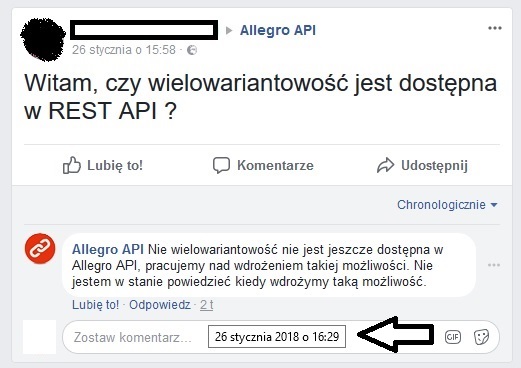 Allegro API
26 stycznia o 15:58 ·
Witam, czy wielowariantowość jest dostępna
w REST API ?
Lubię to!
Komentarze
Udostępnij
Chronologicznie
Allegro API Nie wielowariantowość nie jest jeszcze dostępna w
Allegro API, pracujemy nad wdrożeniem takiej możliwości. Nie
jestem w stanie powiedzieć kiedy wdrożymy taką możliwość.
Lubię to! · Odpowiedz · 2 t
Zostaw komentarz...
26 stycznia 2018 o 16:29
GIF